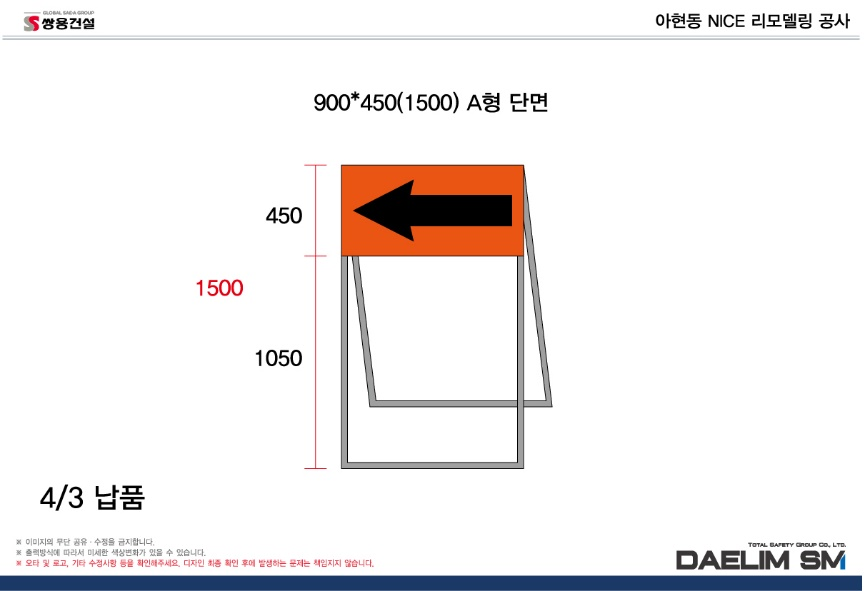 GLOBAL SAEA GROUP
쌍용건설
아현동 NICE 리모델링 공사
900*450(1500) A형 단면
450
1500
1050
4/3 납품
※ 이미지의 무단 공유 · 수정을 금지합니다.
※ 출력방식에 따라서 미세한 색상변화가 있을 수 있습니다.
※ 오타 및 로고, 기타 수정사항 등을 확인해주세요. 디자인 최종 확인 후에 발생하는 문제는 책임지지 않습니다.
TOTAL SAFETY GROUP CO., LTD.
DAELIM SM